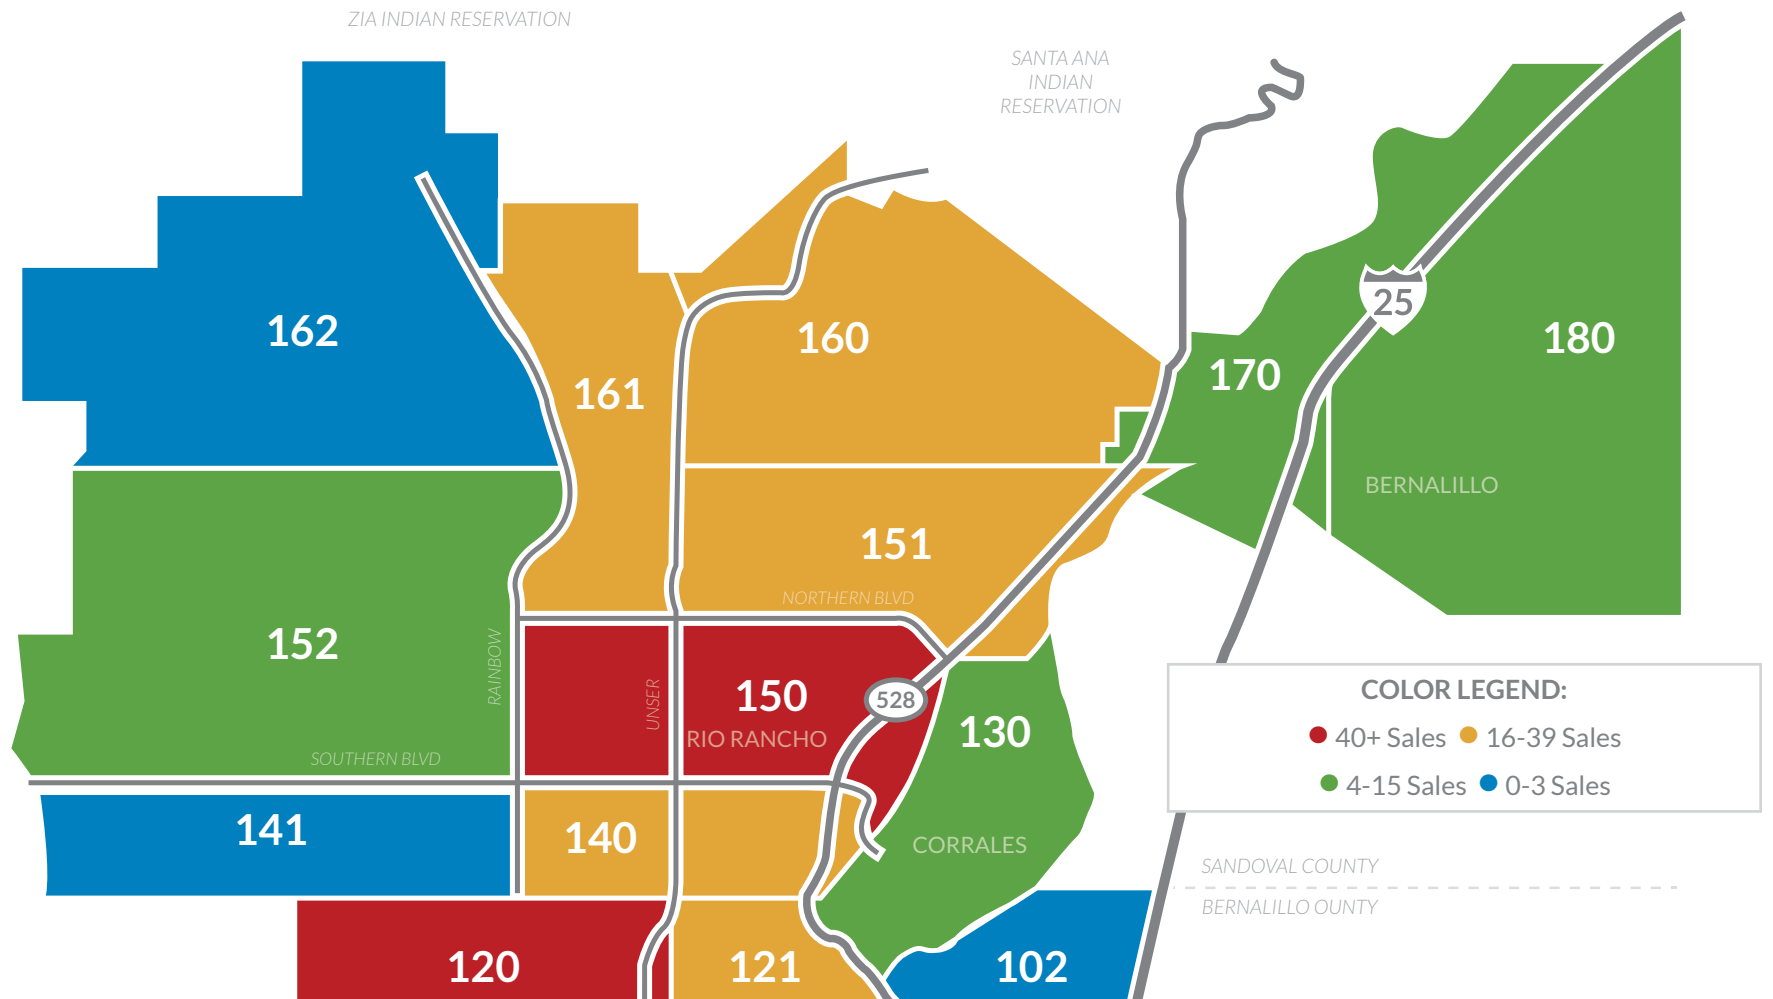 ZIA INDIAN RESERVATION
SANTA ANA
INDIAN
RESERVATION
25
162
160
180
161
170
BERNALILLO
151
NORTHERN BLVD
152
RAINBOW
UNSER
150
528
RIO RANCHO
130
SOUTHERN BLVD
COLOR LEGEND:
40+ Sales 16-39 Sales
4-15 Sales 0-3 Sales
141
140
CORRALES
SANDOVAL COUNTY
BERNALILLO OUNTY
120
121
102